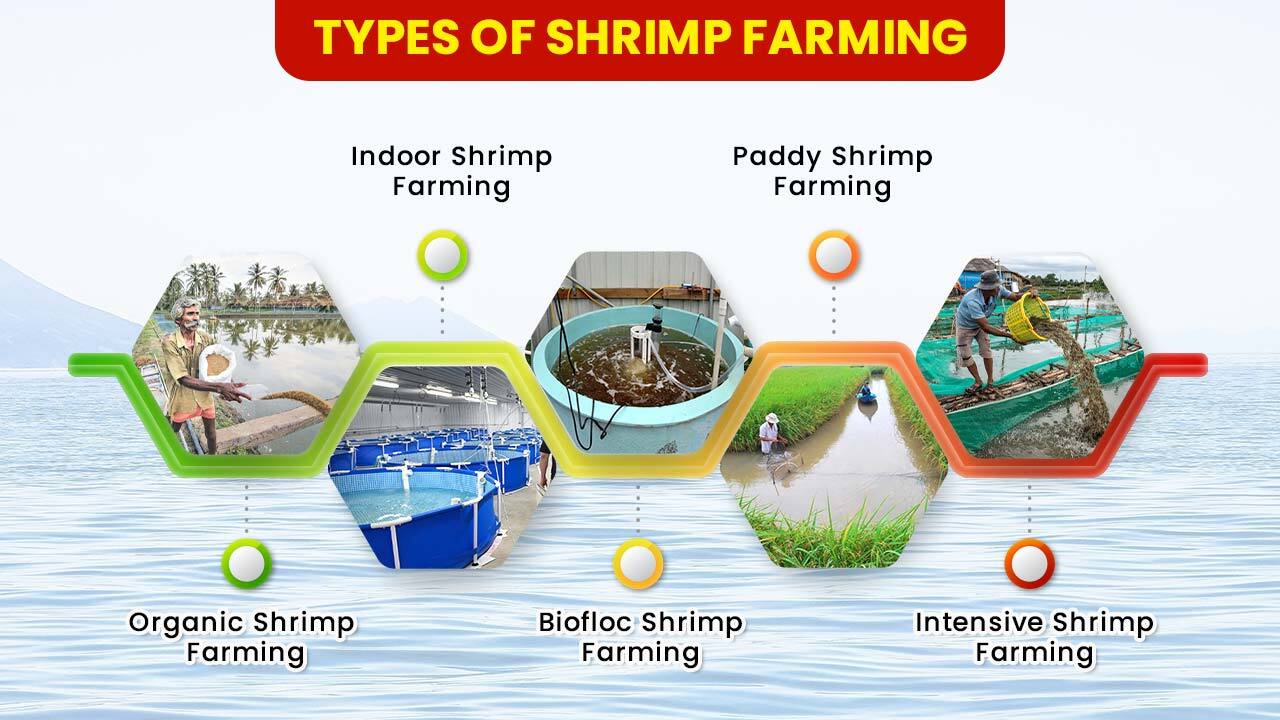 TYPES OF SHRIMP FARMING
Indoor Shrimp
Farming
Paddy Shrimp
Farming
Organic Shrimp
Farming
Biofloc Shrimp
Farming
Intensive Shrimp
Farming